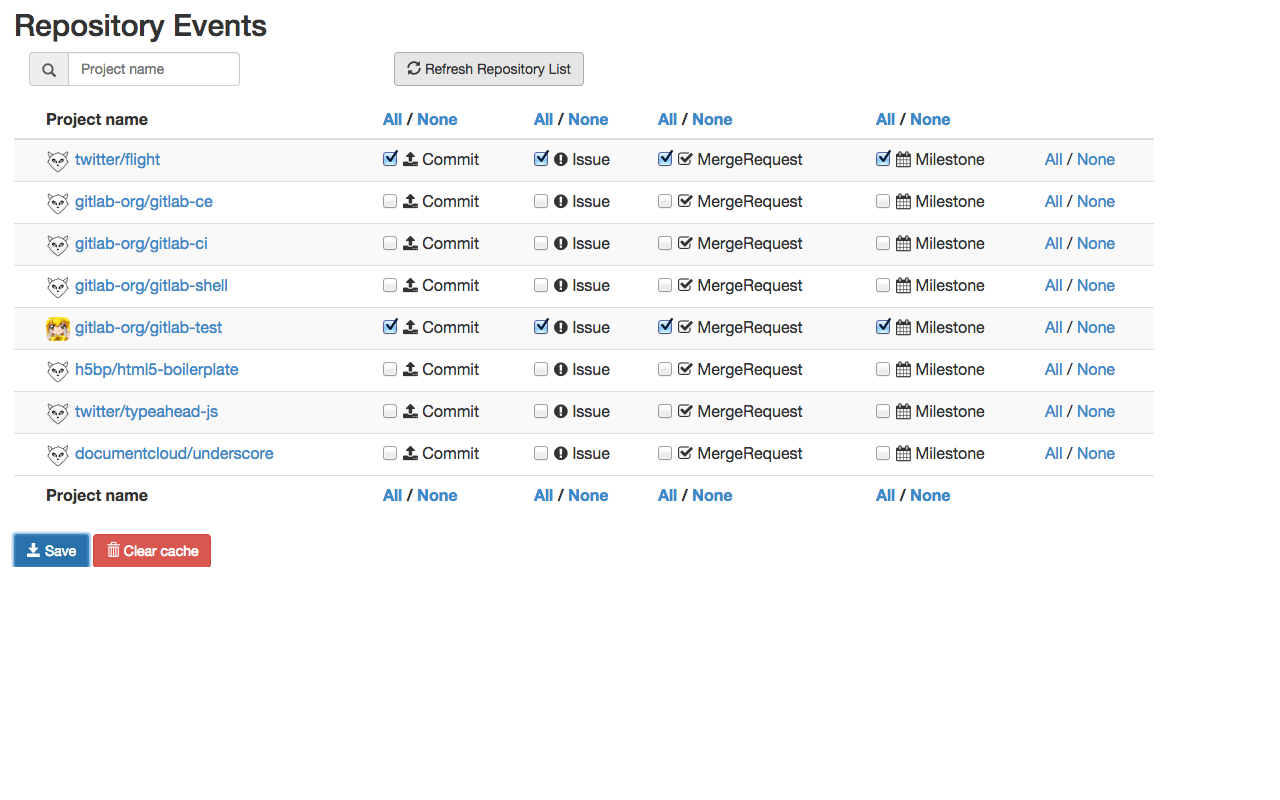 Repository Events
Project name Refresh Repository List
Project name All / None All / None All / None All / None
twitter/flight Commit Issue MergeRequest Milestone All / None
gitlab-org/gitlab-ce Commit Issue MergeRequest Milestone All / None
gitlab-org/gitlab-ci Commit Issue MergeRequest Milestone All / None
gitlab-org/gitlab-shell Commit Issue MergeRequest Milestone All / None
gitlab-org/gitlab-test Commit Issue MergeRequest Milestone All / None
h5bp/html5-boilerplate Commit Issue MergeRequest Milestone All / None
twitter/typeahead-js Commit Issue MergeRequest Milestone All / None
documentcloud/underscore Commit Issue MergeRequest Milestone All / None
Project name All / None All / None All / None All / None
Save Clear cache